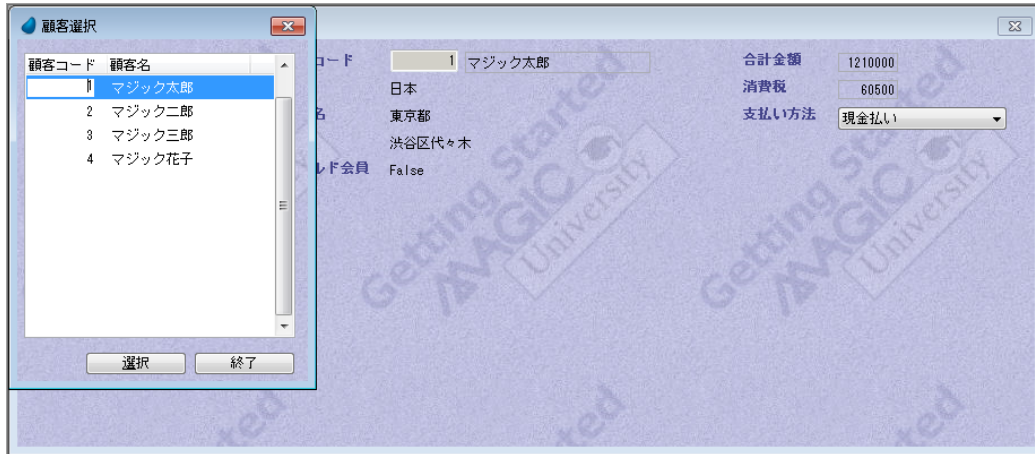 顧客選択
顧客コード 顧客名
1 マジック太郎
2 マジック二郎
3 マジック三郎
4 マジック花子
選択 終了
コード 1 マジック太郎
日本
名 東京都
渋谷区代々木
ルド会員 False
合計金額 1210000
消費税 60500
支払い方法 現金払い
Getting Started
MAGIC
University
Getting Started
MAGIC
University